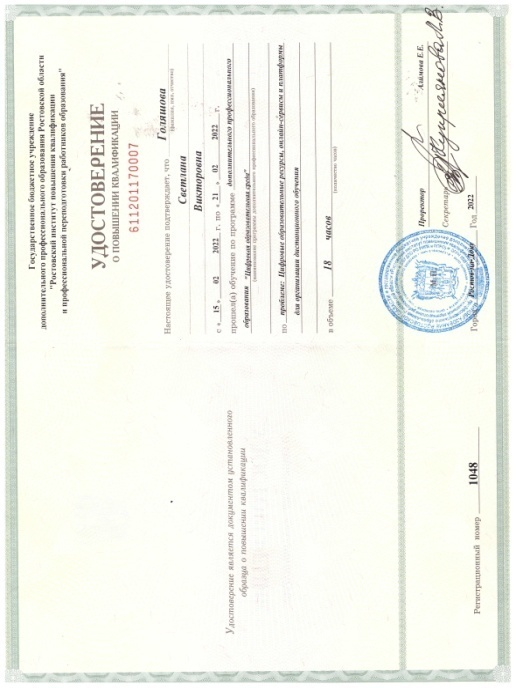 Государственное бюджетное учреждение
дополнительного профессионального образования Ростовской области
"Ростовский институт повышения квалификации
и профессиональной переподготовки работников образования"
УДОСТОВЕРЕНИЕ
О ПОВЫШЕНИИ КВАЛИФИКАЦИИ
611201170007
Настоящее удостоверение подтверждает, что Голяшова
(фамилия, имя, отчество)
Светлана
Викторовна
с « 15 » 02 2022 г. по « 21 » 02 2022 г.
прошел(а) обучение по программе дополнительного профессионального
образования "Цифровая образовательная среда"
(наименование программы дополнительного профессионального образования)
по проблеме: Цифровые образовательные ресурсы, онлайн-сервисы и платформы
для организации дистанционного обучения
в объеме 18 часов
(количество часов)
Ректор
Азимова Е.Е.
Секретарь
М.П.
Город Ростов-на-Дону Год 2022
Удостоверение является документом установленного
образца о повышении квалификации
Регистрационный номер 1048